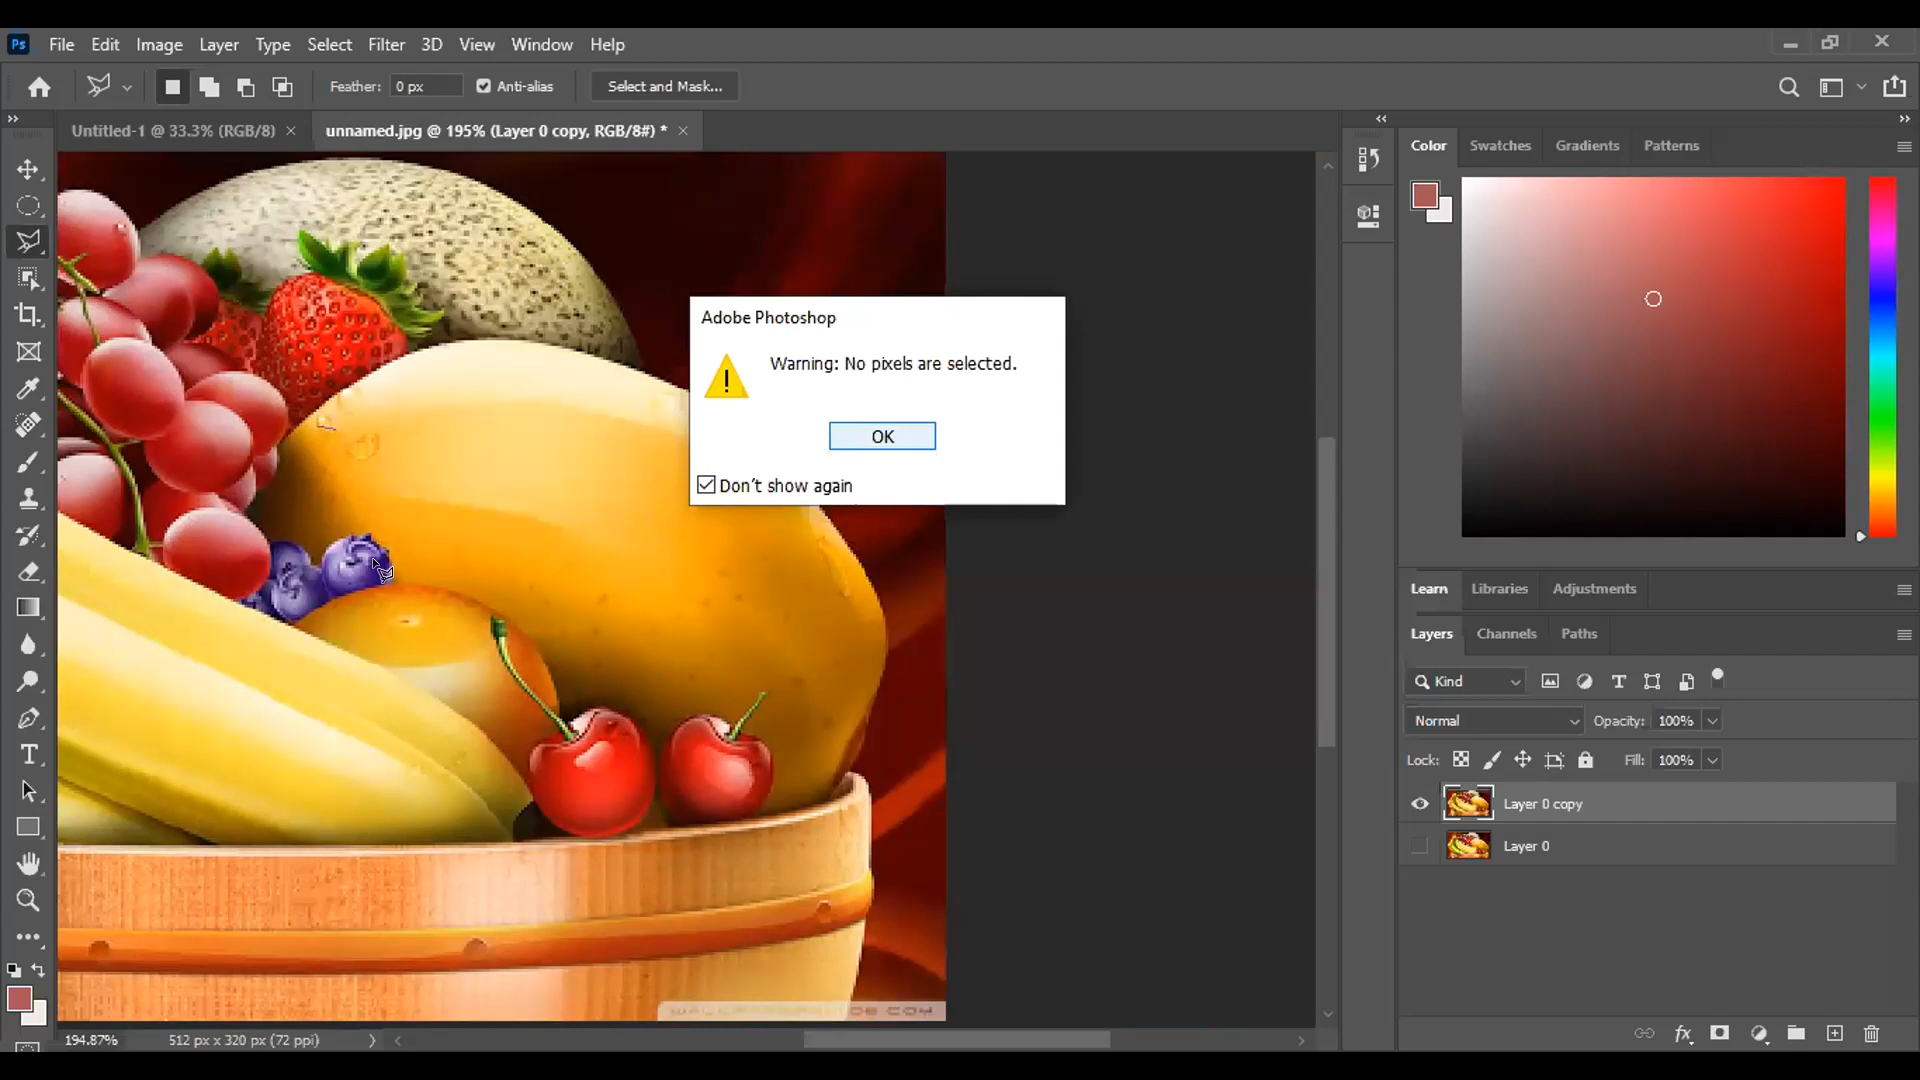 Ps File Edit Image Layer Type Select Filter 3D View Window Help
Feather: 0 px Anti-alias Select and Mask...
Untitled-1 @ 33.3% (RGB/8) unnamed.jpg @ 195% (Layer 0 copy, RGB/8#) *
Color Swatches Gradients Patterns
Adobe Photoshop
Warning: No pixels are selected.
OK
Don't show again
Learn Libraries Adjustments
Layers Channels Paths
Kind
Normal Opacity: 100%
Lock: Fill: 100%
Layer 0 copy
Layer 0
194.87% 512 px x 320 px (72 ppi)